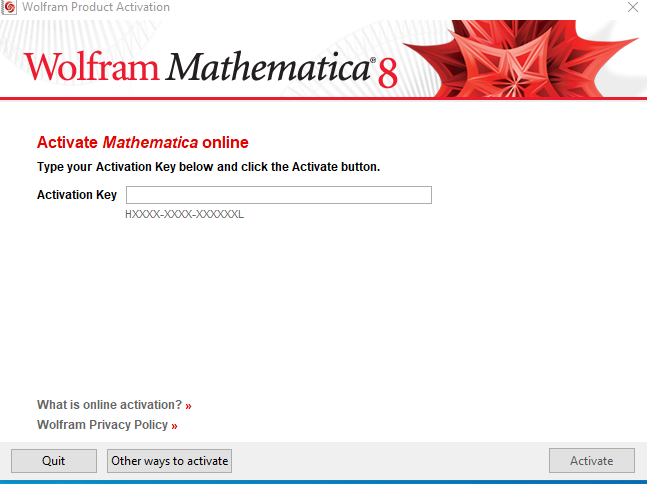 Wolfram Product Activation
Wolfram Mathematica® 8
Activate Mathematica online
Type your Activation Key below and click the Activate button.
Activation Key
HXXXX-XXXX-XXXXXXL
What is online activation? »
Wolfram Privacy Policy »
Quit
Other ways to activate
Activate